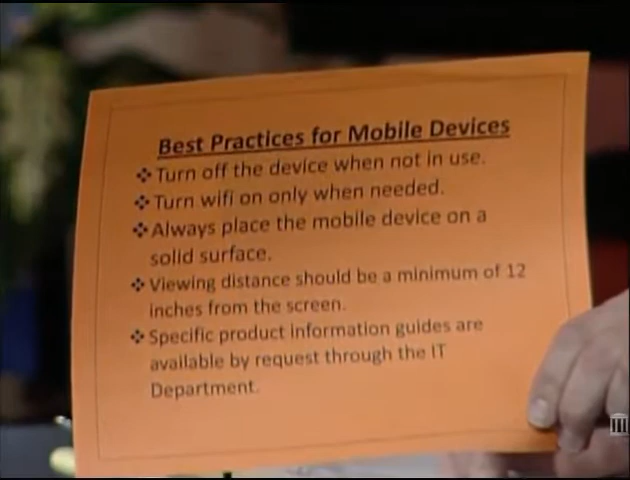 Best Practices for Mobile Devices
❖Turn off the device when not in use.
❖Turn wifi on only when needed.
❖Always place the mobile device on a
solid surface.
❖Viewing distance should be a minimum of 12
inches from the screen.
❖Specific product information guides are
available by request through the IT
Department.